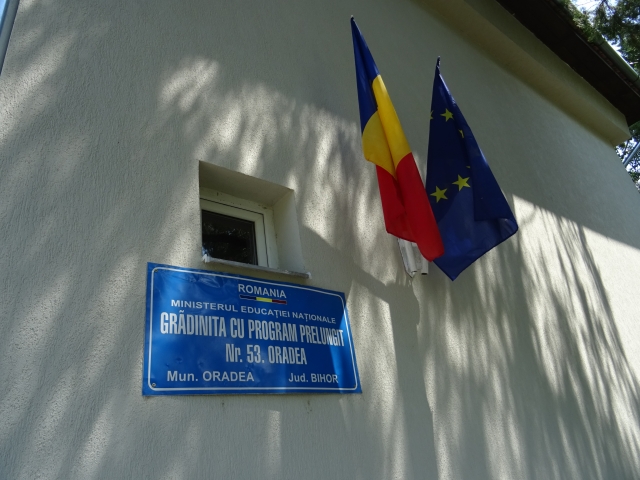 ROMANIA
MINISTERUL EDUCAȚIEI NAȚIONALE
GRĂDINIȚA CU PROGRAM PRELUNGIT
Nr. 53. ORADEA
Mun. ORADEA Jud. BIHOR